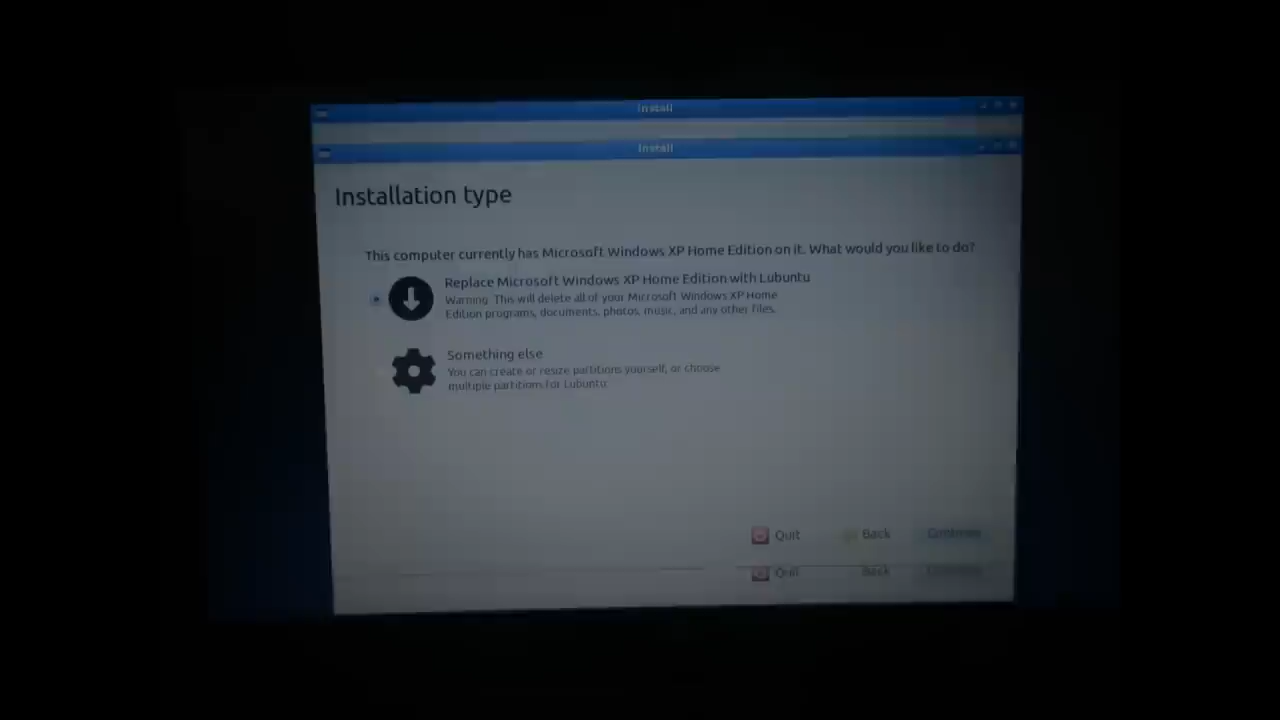 Install
Install
Installation type
This computer currently has Microsoft Windows XP Home Edition on it. What would you like to do?
Replace Microsoft Windows XP Home Edition with Lubuntu
Warning: This will delete all of your Microsoft Windows XP Home
Edition programs, documents, photos, music, and any other files.
Something else
You can create or resize partitions yourself, or choose
multiple partitions for Lubuntu.
Quit Back Continue
Quit Back Continue